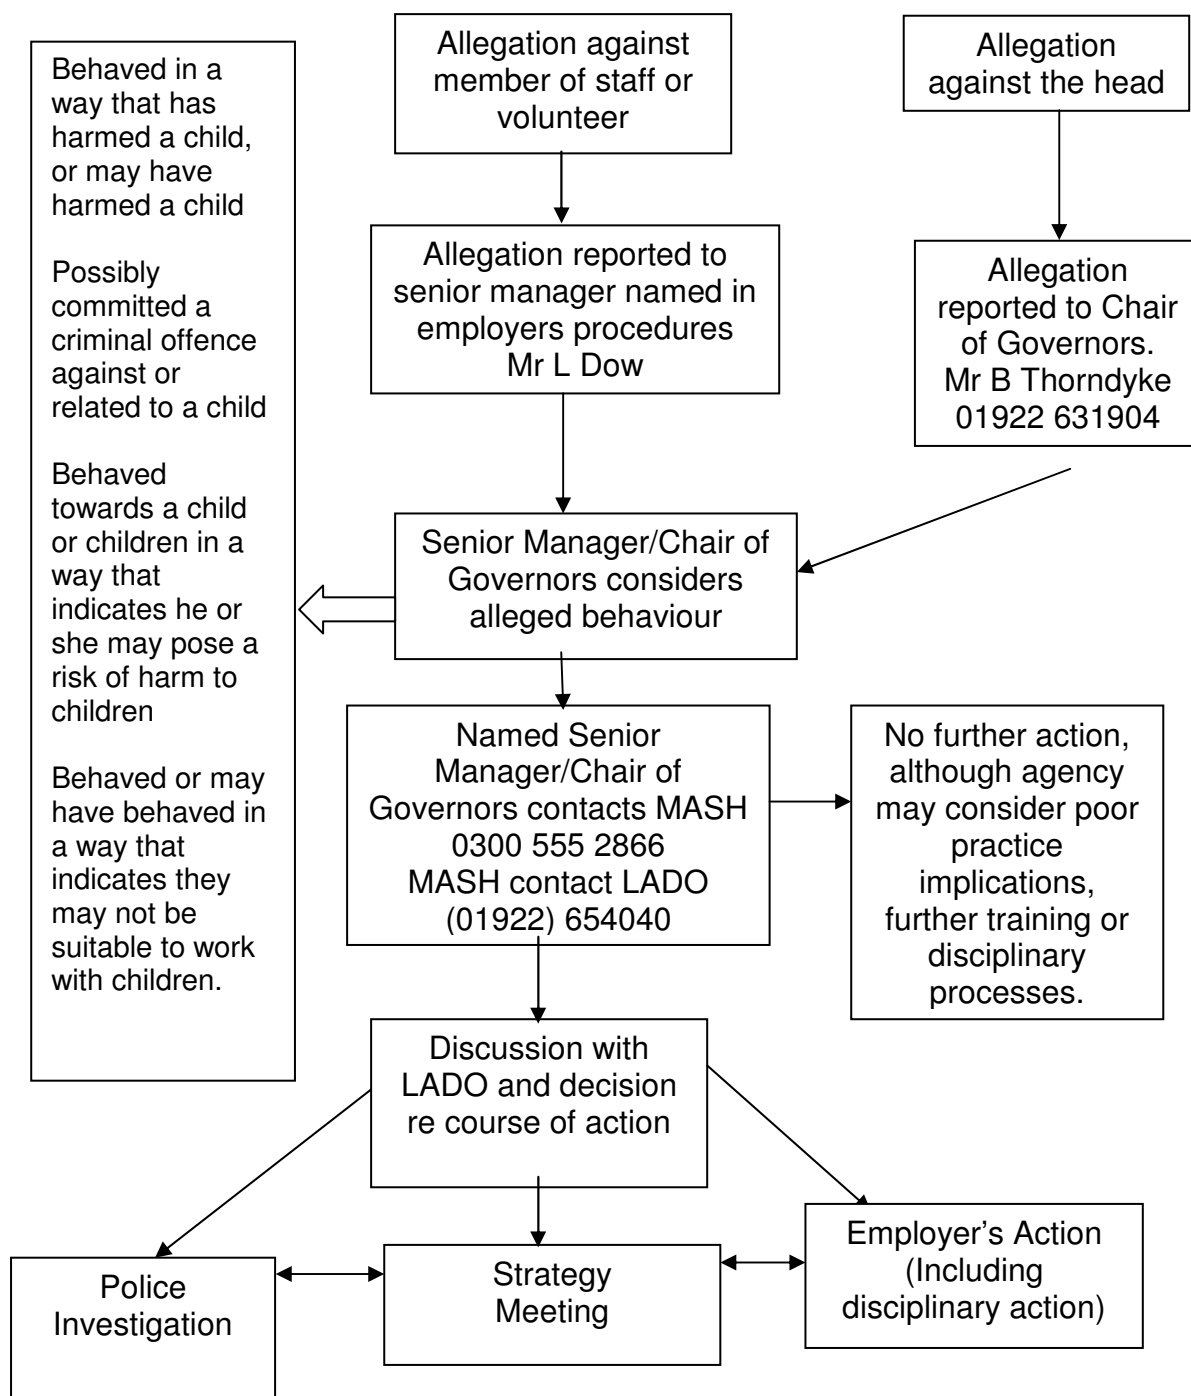 Allegation against
member of staff or
volunteer
Allegation
against the head
Behaved in a
way that has
harmed a child,
or may have
harmed a child
Possibly
committed a
criminal offence
against or
related to a child
Behaved
towards a child
or children in a
way that
indicates he or
she may pose a
risk of harm to
children
Behaved or may
have behaved in
a way that
indicates they
may not be
suitable to work
with children.
Allegation reported to
senior manager named in
employers procedures
Mr L Dow
Allegation
reported to Chair
of Governors.
Mr B Thorndyke
01922 631904
Senior Manager/Chair of
Governors considers
alleged behaviour
Named Senior
Manager/Chair of
Governors contacts MASH
0300 555 2866
MASH contact LADO
(01922) 654040
No further action,
although agency
may consider poor
practice
implications,
further training or
disciplinary
processes.
Discussion with
LADO and decision
re course of action
Police
Investigation
Strategy
Meeting
Employer’s Action
(Including
disciplinary action)